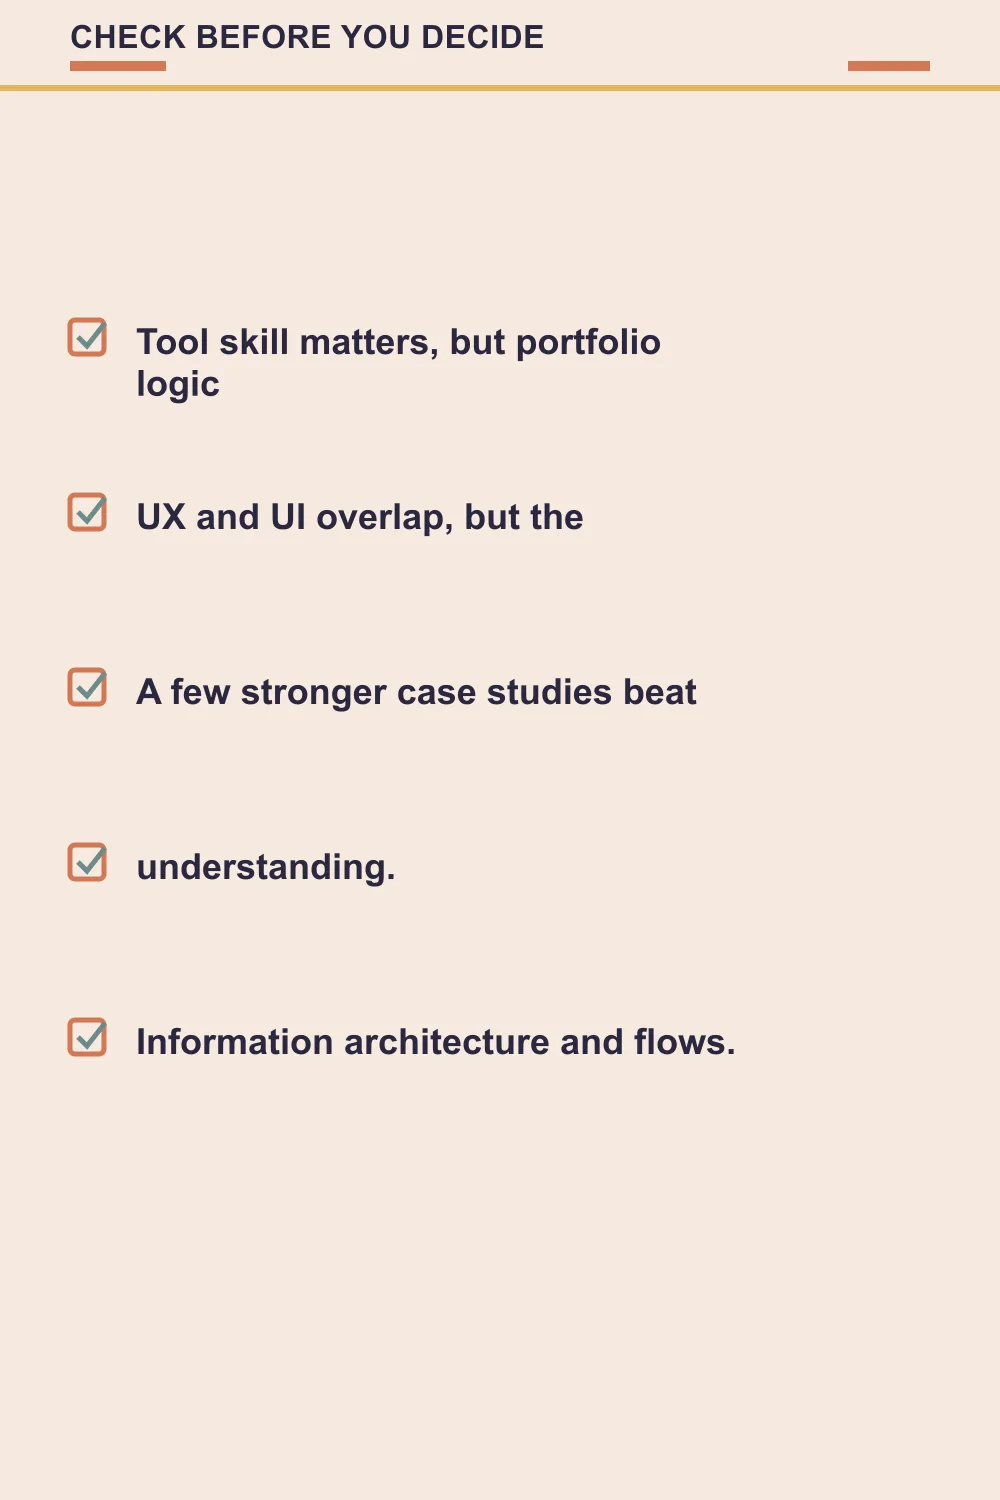 CHECK BEFORE YOU DECIDE
Tool skill matters, but portfolio
logic
UX and UI overlap, but the
A few stronger case studies beat
understanding.
Information architecture and flows.